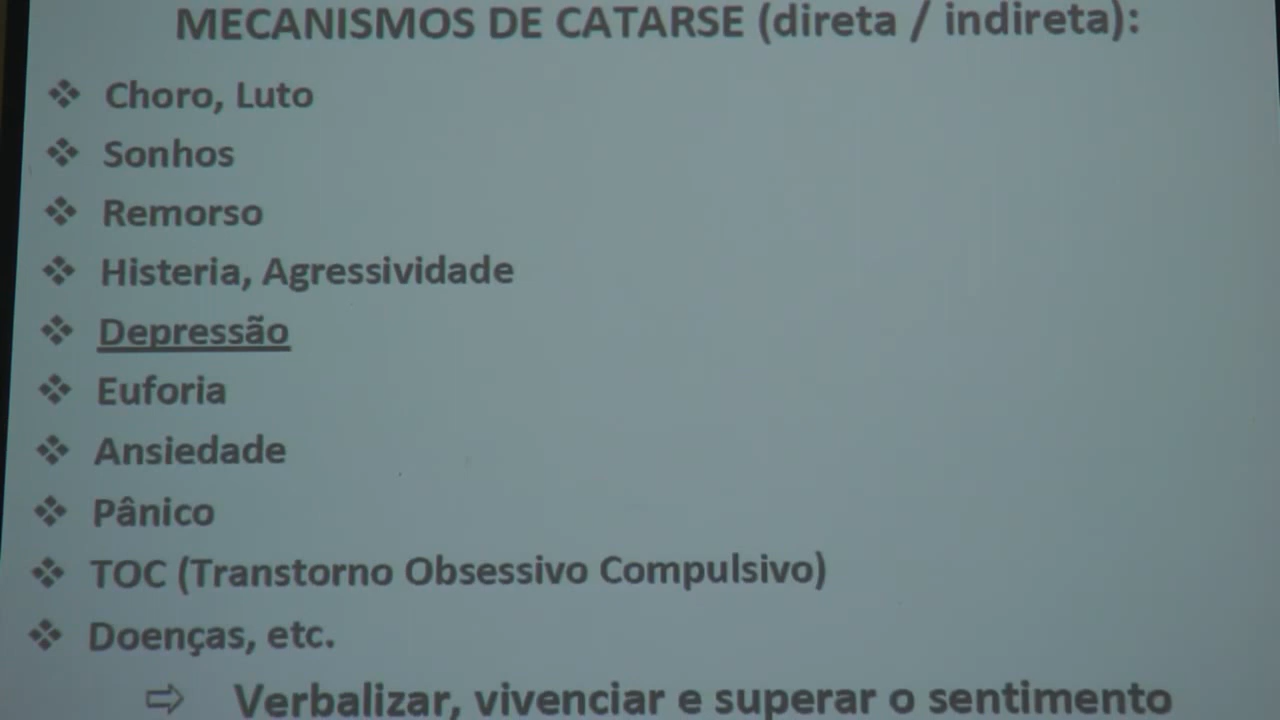 MECANISMOS DE CATARSE (direta / indireta):
❖ Choro, Luto
❖ Sonhos
❖ Remorso
❖ Histeria, Agressividade
❖ Depressão
❖ Euforia
❖ Ansiedade
❖ Pânico
❖ TOC (Transtorno Obsessivo Compulsivo)
❖ Doenças, etc.
⇨ Verbalizar, vivenciar e superar o sentimento